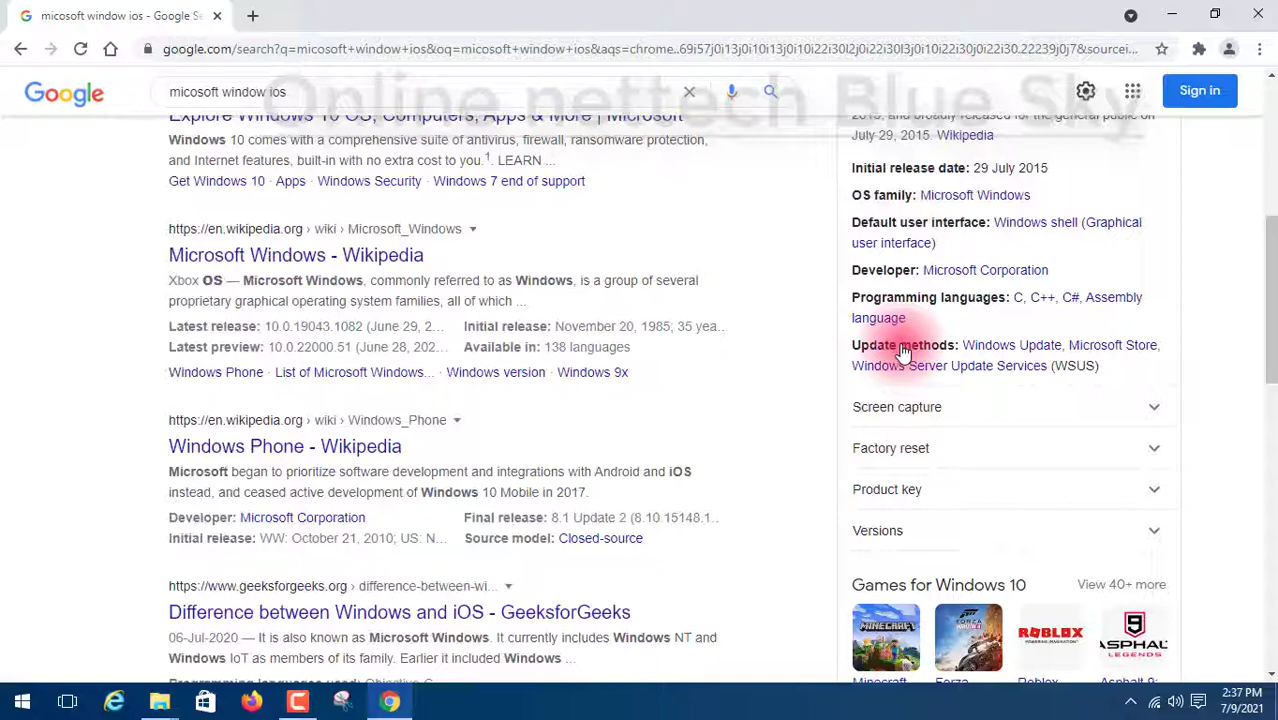 micosoft window ios - Google Se
google.com/search?q=micosoft+window+ios&oq=micosoft+window+ios&aqs=chrome..69i57j0i13j0i10i13j0i10i22i30l2j0i22i30l3j0i10i22i30j0i22i30.22239j0j7&sourcei...
Online nettech Blue Sky
Google
micosoft window ios
Sign in
Explore Windows 10 OS, Computers, Apps & More | Microsoft
Windows 10 comes with a comprehensive suite of antivirus, firewall, ransomware protection,
and Internet features, built-in with no extra cost to you.1. LEARN ...
Get Windows 10 · Apps · Windows Security · Windows 7 end of support
https://en.wikipedia.org › wiki › Microsoft_Windows
Microsoft Windows - Wikipedia
Xbox OS — Microsoft Windows, commonly referred to as Windows, is a group of several
proprietary graphical operating system families, all of which ...
Latest release: 10.0.19043.1082 (June 29, 2... Initial release: November 20, 1985; 35 yea..
Latest preview: 10.0.22000.51 (June 28, 202... Available in: 138 languages
Windows Phone · List of Microsoft Windows... · Windows version · Windows 9x
https://en.wikipedia.org › wiki › Windows_Phone
Windows Phone - Wikipedia
Microsoft began to prioritize software development and integrations with Android and iOS
instead, and ceased active development of Windows 10 Mobile in 2017.
Developer: Microsoft Corporation Final release: 8.1 Update 2 (8.10 15148.1..
Initial release: WW: October 21, 2010; US: N... Source model: Closed-source
https://www.geeksforgeeks.org › difference-between-wi...
Difference between Windows and iOS - GeeksforGeeks
06-Jul-2020 — It is also known as Microsoft Windows. It currently includes Windows NT and
Windows IoT as members of its family. Earlier it included Windows ...
2015, and broadly released for the general public on
July 29, 2015. Wikipedia
Initial release date: 29 July 2015
OS family: Microsoft Windows
Default user interface: Windows shell (Graphical
user interface)
Developer: Microsoft Corporation
Programming languages: C, C++, C#, Assembly
language
Update methods: Windows Update, Microsoft Store,
Windows Server Update Services (WSUS)
Screen capture
Factory reset
Product key
Versions
Games for Windows 10 View 40+ more
MINECRAFT
FORZA
ROBLOX
ASPHAL
LEGENDS
Minecraft Forza Roblox Asphalt 9:
2:37 PM
7/9/2021